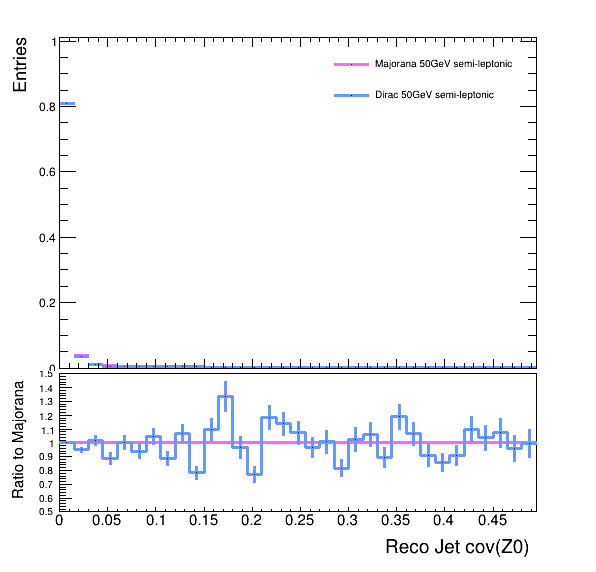 Entries
1
0.8
0.6
0.4
0.2
0
Majorana 50GeV semi-leptonic
Dirac 50GeV semi-leptonic
Ratio to Majorana
1.5
1.4
1.3
1.2
1.1
1
0.9
0.8
0.7
0.6
0.5
0 0.05 0.1 0.15 0.2 0.25 0.3 0.35 0.4 0.45
Reco Jet cov(Z0)